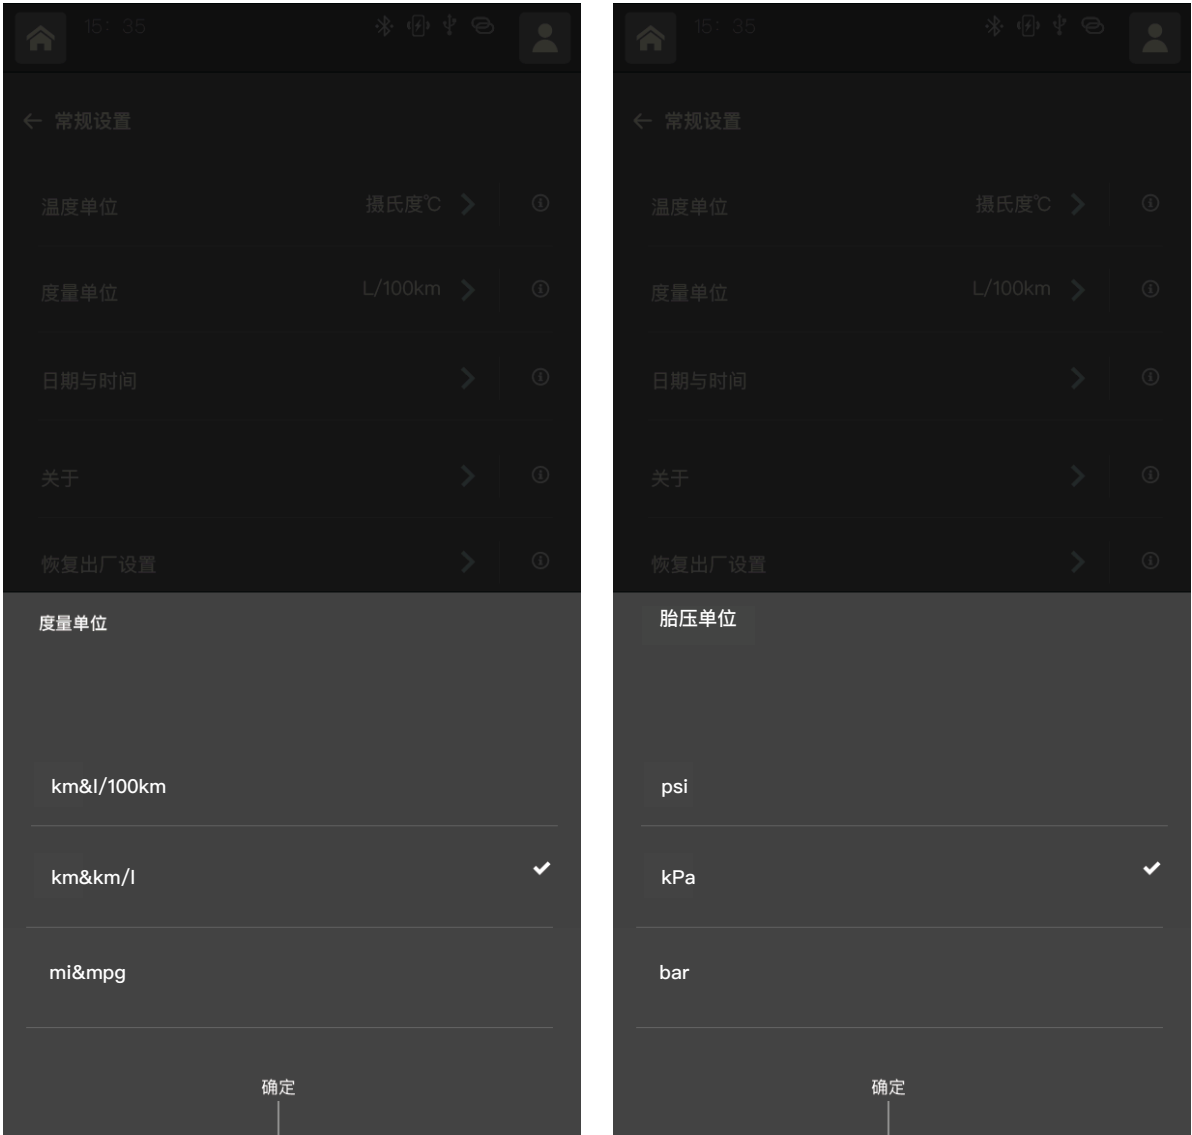 15: 35
常规设置
温度单位 摄氏度℃
度量单位 L/100km
日期与时间
关于
恢复出厂设置
度量单位
km&l/100km
km&km/l
mi&mpg
确定
15: 35
常规设置
温度单位 摄氏度℃
度量单位 L/100km
日期与时间
关于
恢复出厂设置
胎压单位
psi
kPa
bar
确定